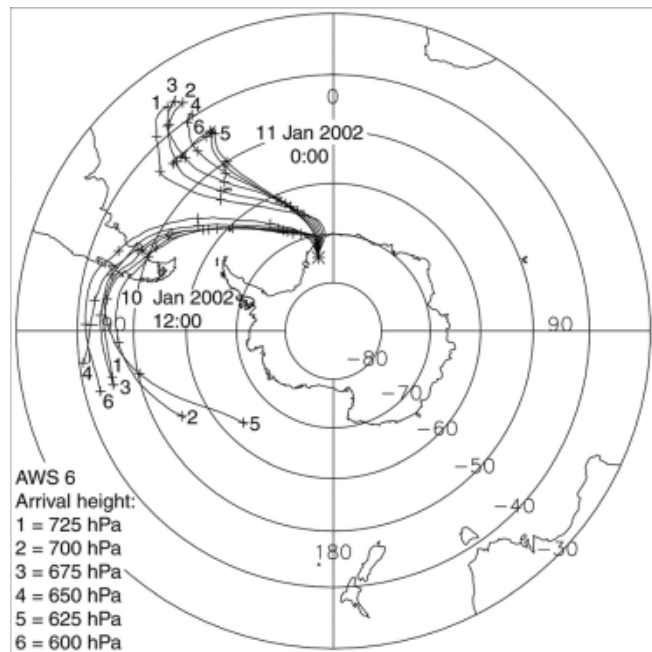 3 2
1 4
6 5
0
11 Jan 2002
0:00
10 Jan 2002
12:00
90
-80
4 1
6 3
-70
2 5
-60
AWS 6
-50
Arrival height:
1 = 725 hPa
-40
2 = 700 hPa
180
-30
3 = 675 hPa
4 = 650 hPa
5 = 625 hPa
6 = 600 hPa